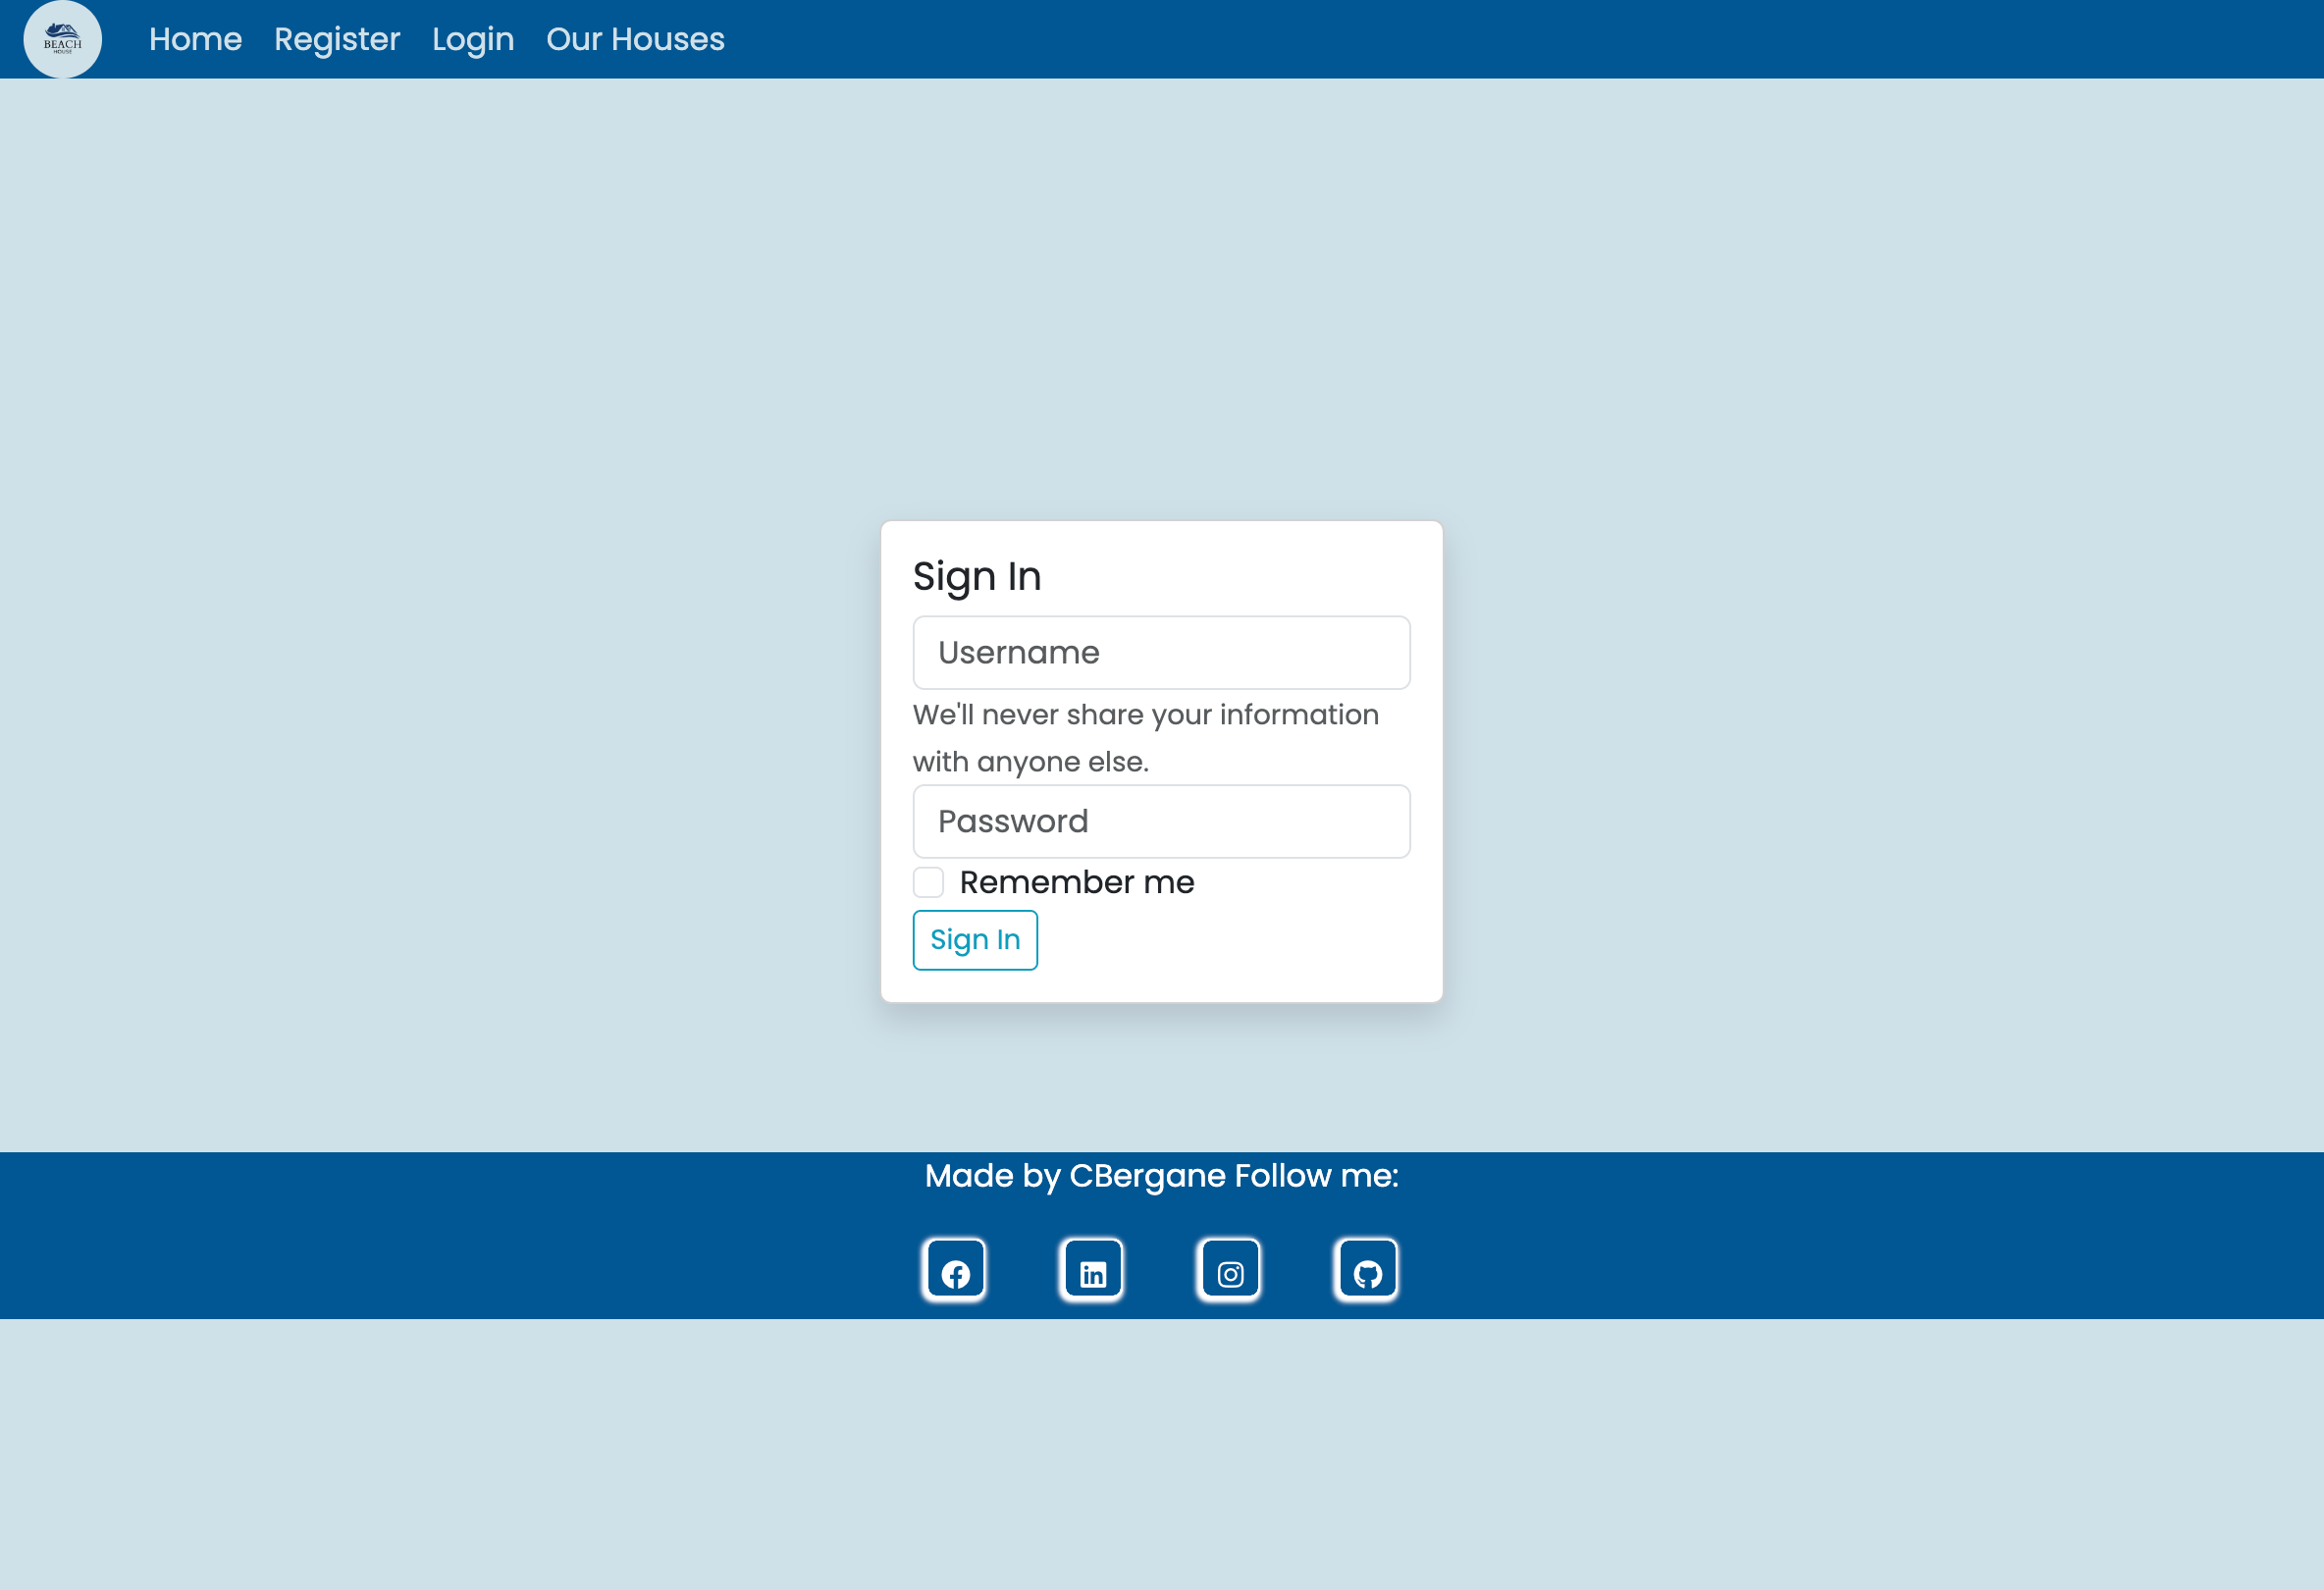 BEACH
HOUSE
Home Register Login Our Houses
Sign In
Username
We'll never share your information
with anyone else.
Password
Remember me
Sign In
Made by CBergane Follow me: